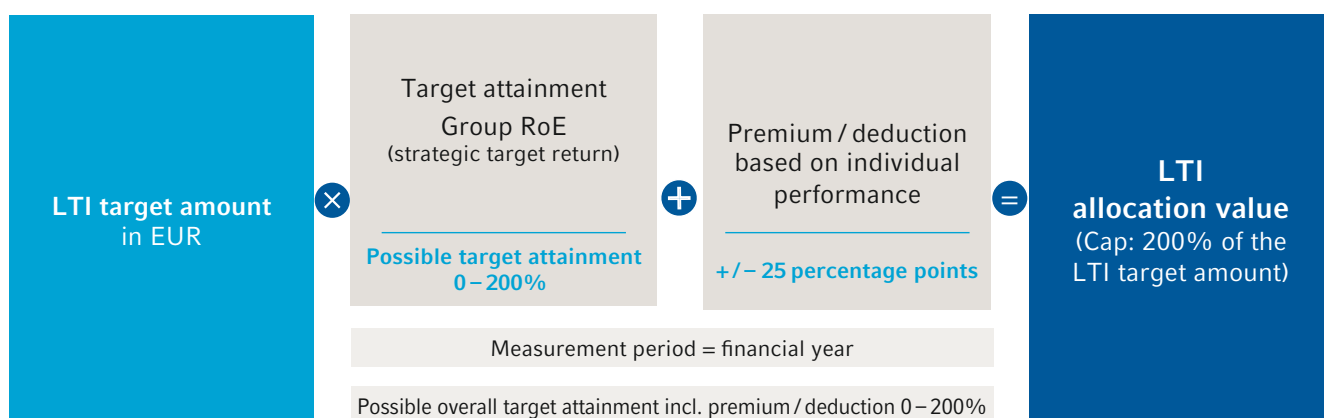 LTI target amount
in EUR
×
Target attainment
Group RoE
(strategic target return)
Possible target attainment
0 – 200%
+
Premium / deduction
based on individual
performance
+ / – 25 percentage points
=
LTI
allocation value
(Cap: 200% of the
LTI target amount)
Measurement period = financial year
Possible overall target attainment incl. premium / deduction 0 – 200%